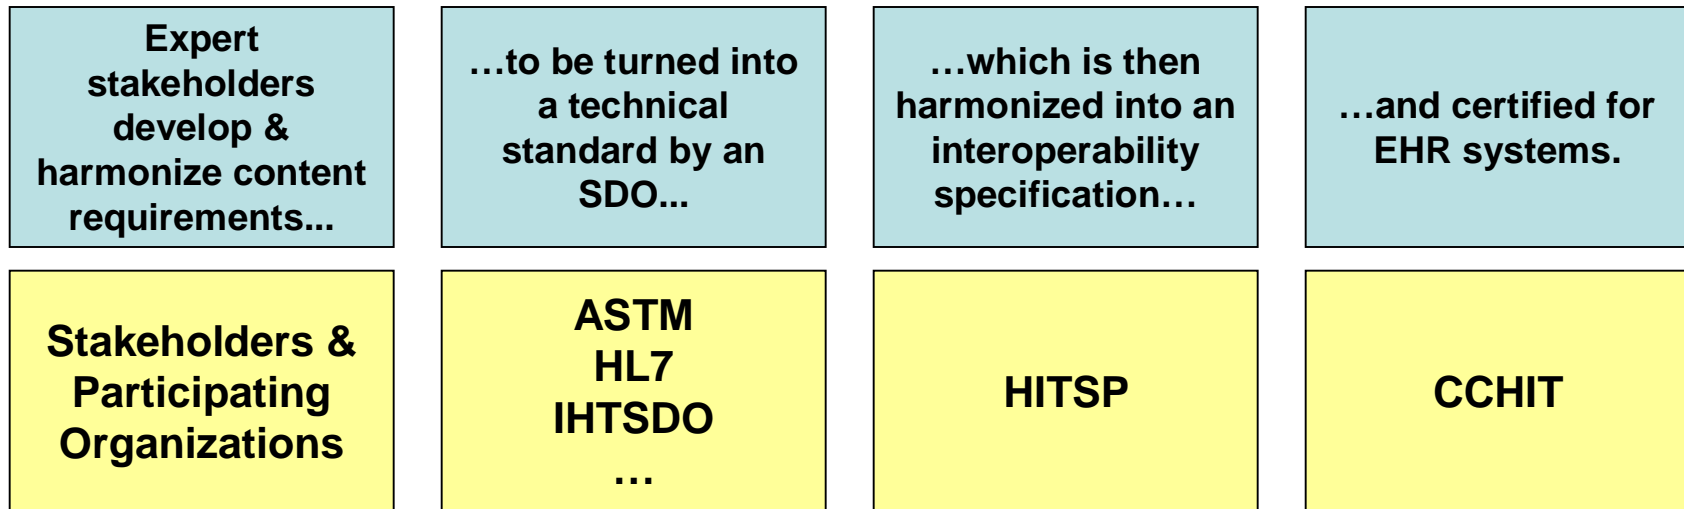 Expert
stakeholders
develop &
harmonize content
requirements...
…to be turned into
a technical
standard by an
SDO...
…which is then
harmonized into an
interoperability
specification…
…and certified for
EHR systems.
Stakeholders &
Participating
Organizations
ASTM
HL7
IHTSDO
…
HITSP
CCHIT